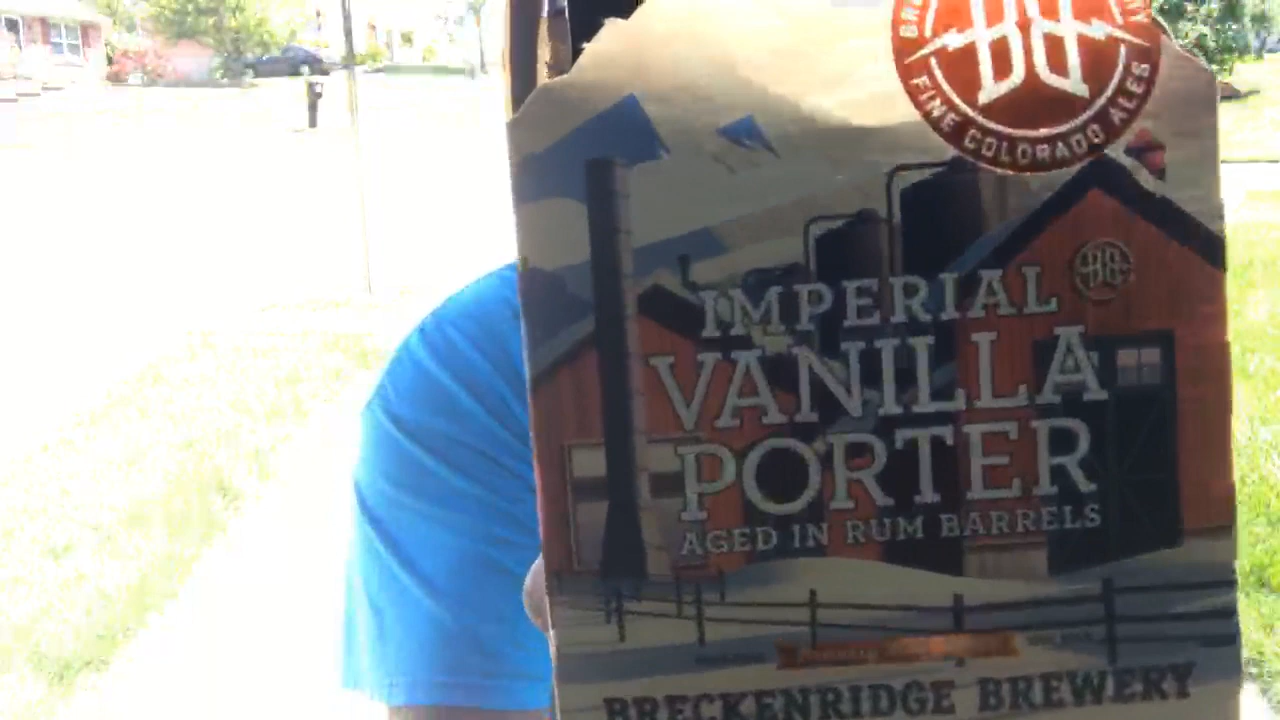 FINE COLORADO ALES
IMPERIAL
VANILLA
PORTER
AGED IN RUM BARRELS
BRECKENRIDGE BREWERY